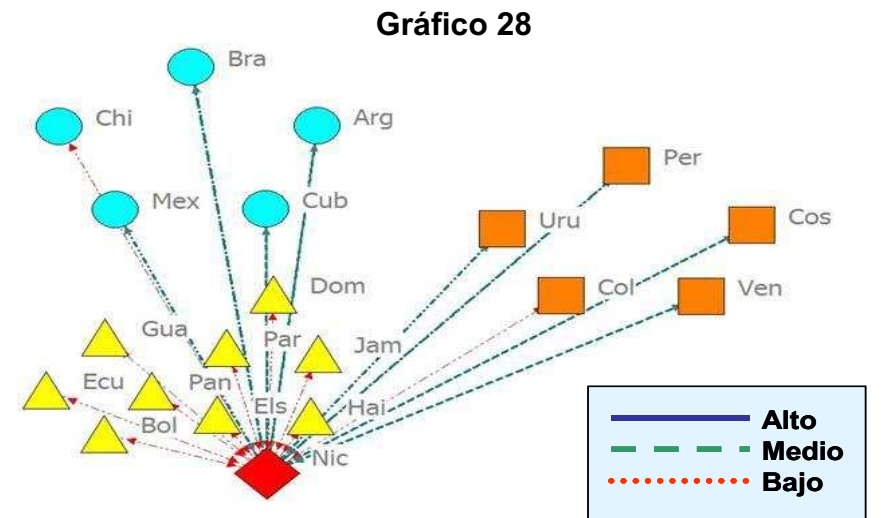 Gráfico 28
Bra
Chi
Arg
Per
Mex
Cub
Uru
Cos
Dom
Col
Ven
Gua
Par
Jam
Ecu
Pan
Bol
Els
Hai
Nic
Alto
Medio
Bajo